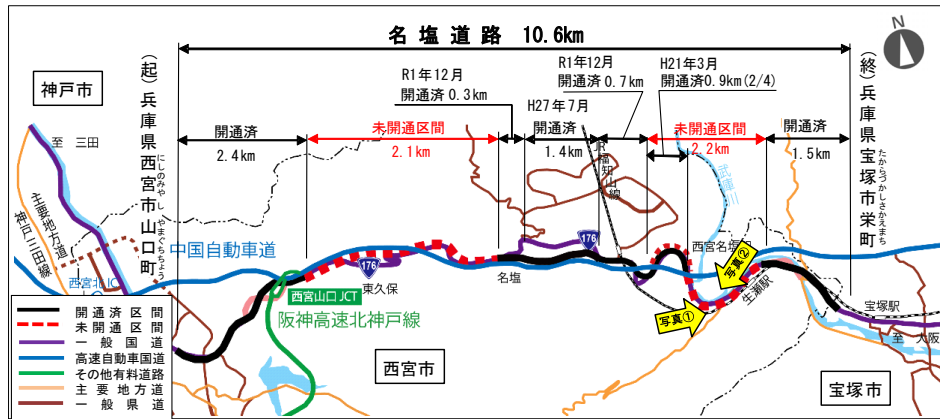 名塩道路 10.6km
N
(起)兵庫県西宮市山口町
にしのみやし やまぐちちょう
(終)兵庫県宝塚市栄町
たからづかしさかえまち
神戸市
R1年12月
開通済 0.3km
R1年12月
開通済 0.7km
H21年3月
開通済0.9km(2/4)
H27年7月
開通済
2.4km
未開通区間
2.1km
開通済
1.4km
未開通区間
2.2km
開通済
1.5km
至 三田
主要地方道
神戸三田線
JR福知山線
中国自動車道
西宮北IC
176
176
東久保
名塩
西宮名塩
写真②
生瀬駅
写真①
宝塚駅
至 大阪
西宮山口JCT
阪神高速北神戸線
西宮市
宝塚市
開通済区間
未開通区間
一般国道
高速自動車国道
その他有料道路
主要地方道
一般県道